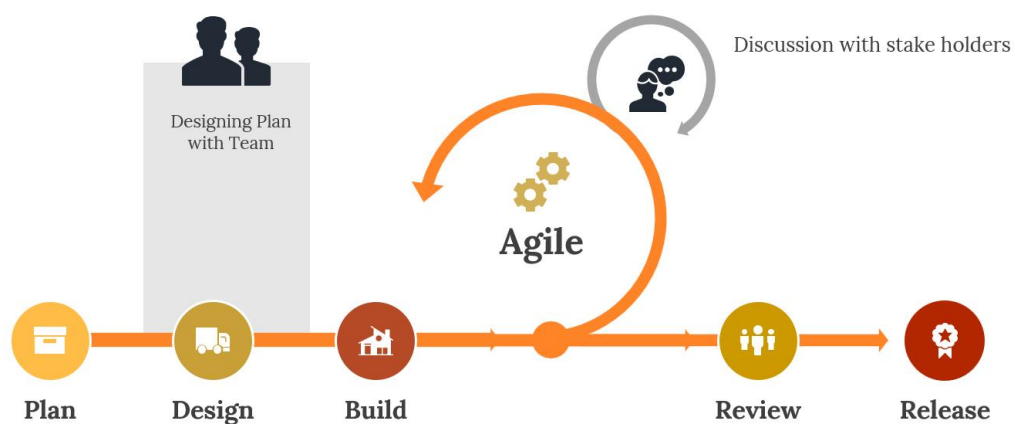 Discussion with stake holders
Designing Plan
with Team
Agile
Plan
Design
Build
Review
Release